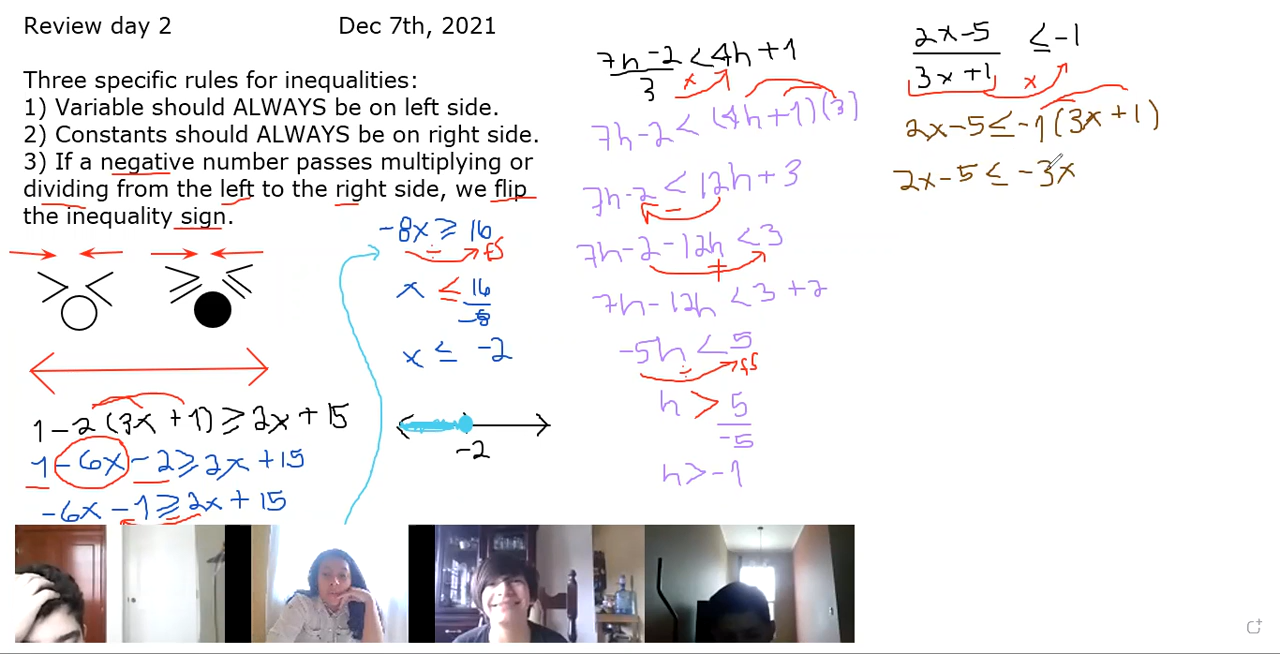 Review day 2 Dec 7th, 2021
Three specific rules for inequalities:
1) Variable should ALWAYS be on left side.
2) Constants should ALWAYS be on right side.
3) If a negative number passes multiplying or
dividing from the left to the right side, we flip
the inequality sign.
1-2(3x+1)≥2x+15
1-6x-2≥2x+15
-6x-1≥2x+15
-8x≥16
÷ fS
x ≤ 16/-8
x ≤ -2
-2
7h-2/3 < 4h+1
x
7h-2 < (4h+1)(3)
7h-2 < 12h+3
-
7h-2-12h <3
+
7h-12h <3+2
-5h <5
÷ fS
h > 5/-5
h>-1
2x-5/3x+1 ≤-1
x
2x-5≤-1(3x+1)
2x-5≤-3x